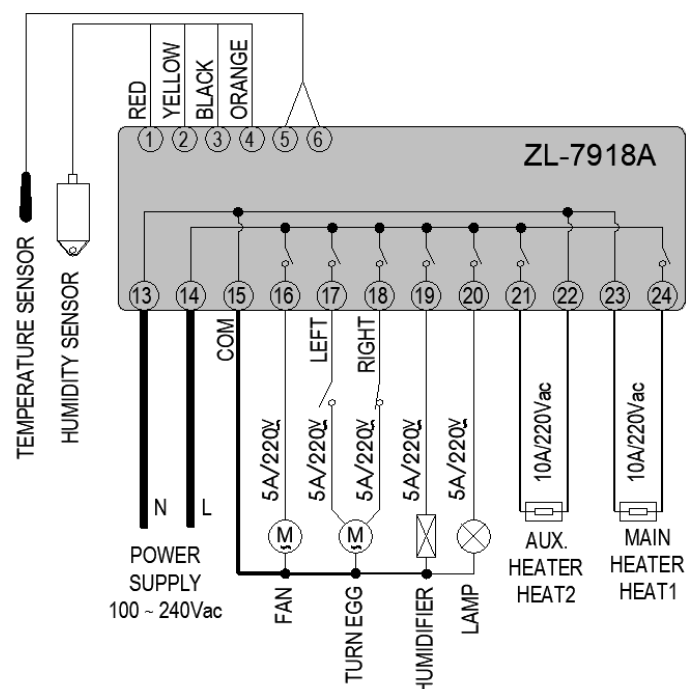 RED
YELLOW
BLACK
ORANGE
1
2
3
4
5
6
ZL-7918A
TEMPERATURE SENSOR
HUMIDITY SENSOR
13
14
15
16
17
18
19
20
21
22
23
24
COM
LEFT
RIGHT
5A/220V
5A/220V
5A/220V
5A/220V
5A/220V
10A/220Vac
10A/220Vac
N
L
M
M
POWER
SUPPLY
100 ~ 240Vac
FAN
TURN EGG
HUMIDIFIER
LAMP
AUX.
HEATER
HEAT2
MAIN
HEATER
HEAT1